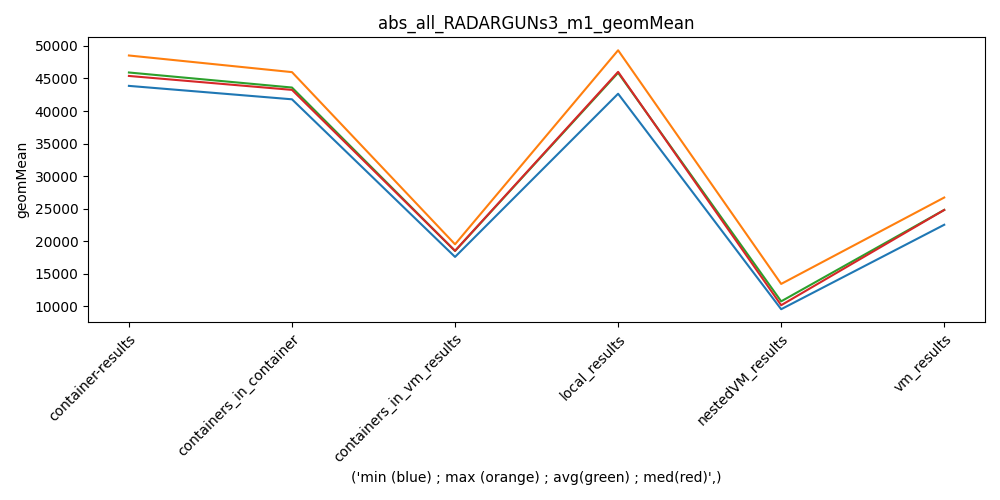 abs_all_RADARGUNs3_m1_geomMean
geomMean
50000
45000
40000
35000
30000
25000
20000
15000
10000
container-results
containers_in_container
containers_in_vm_results
local_results
nestedVM_results
vm_results
('min (blue) ; max (orange) ; avg(green) ; med(red)',)